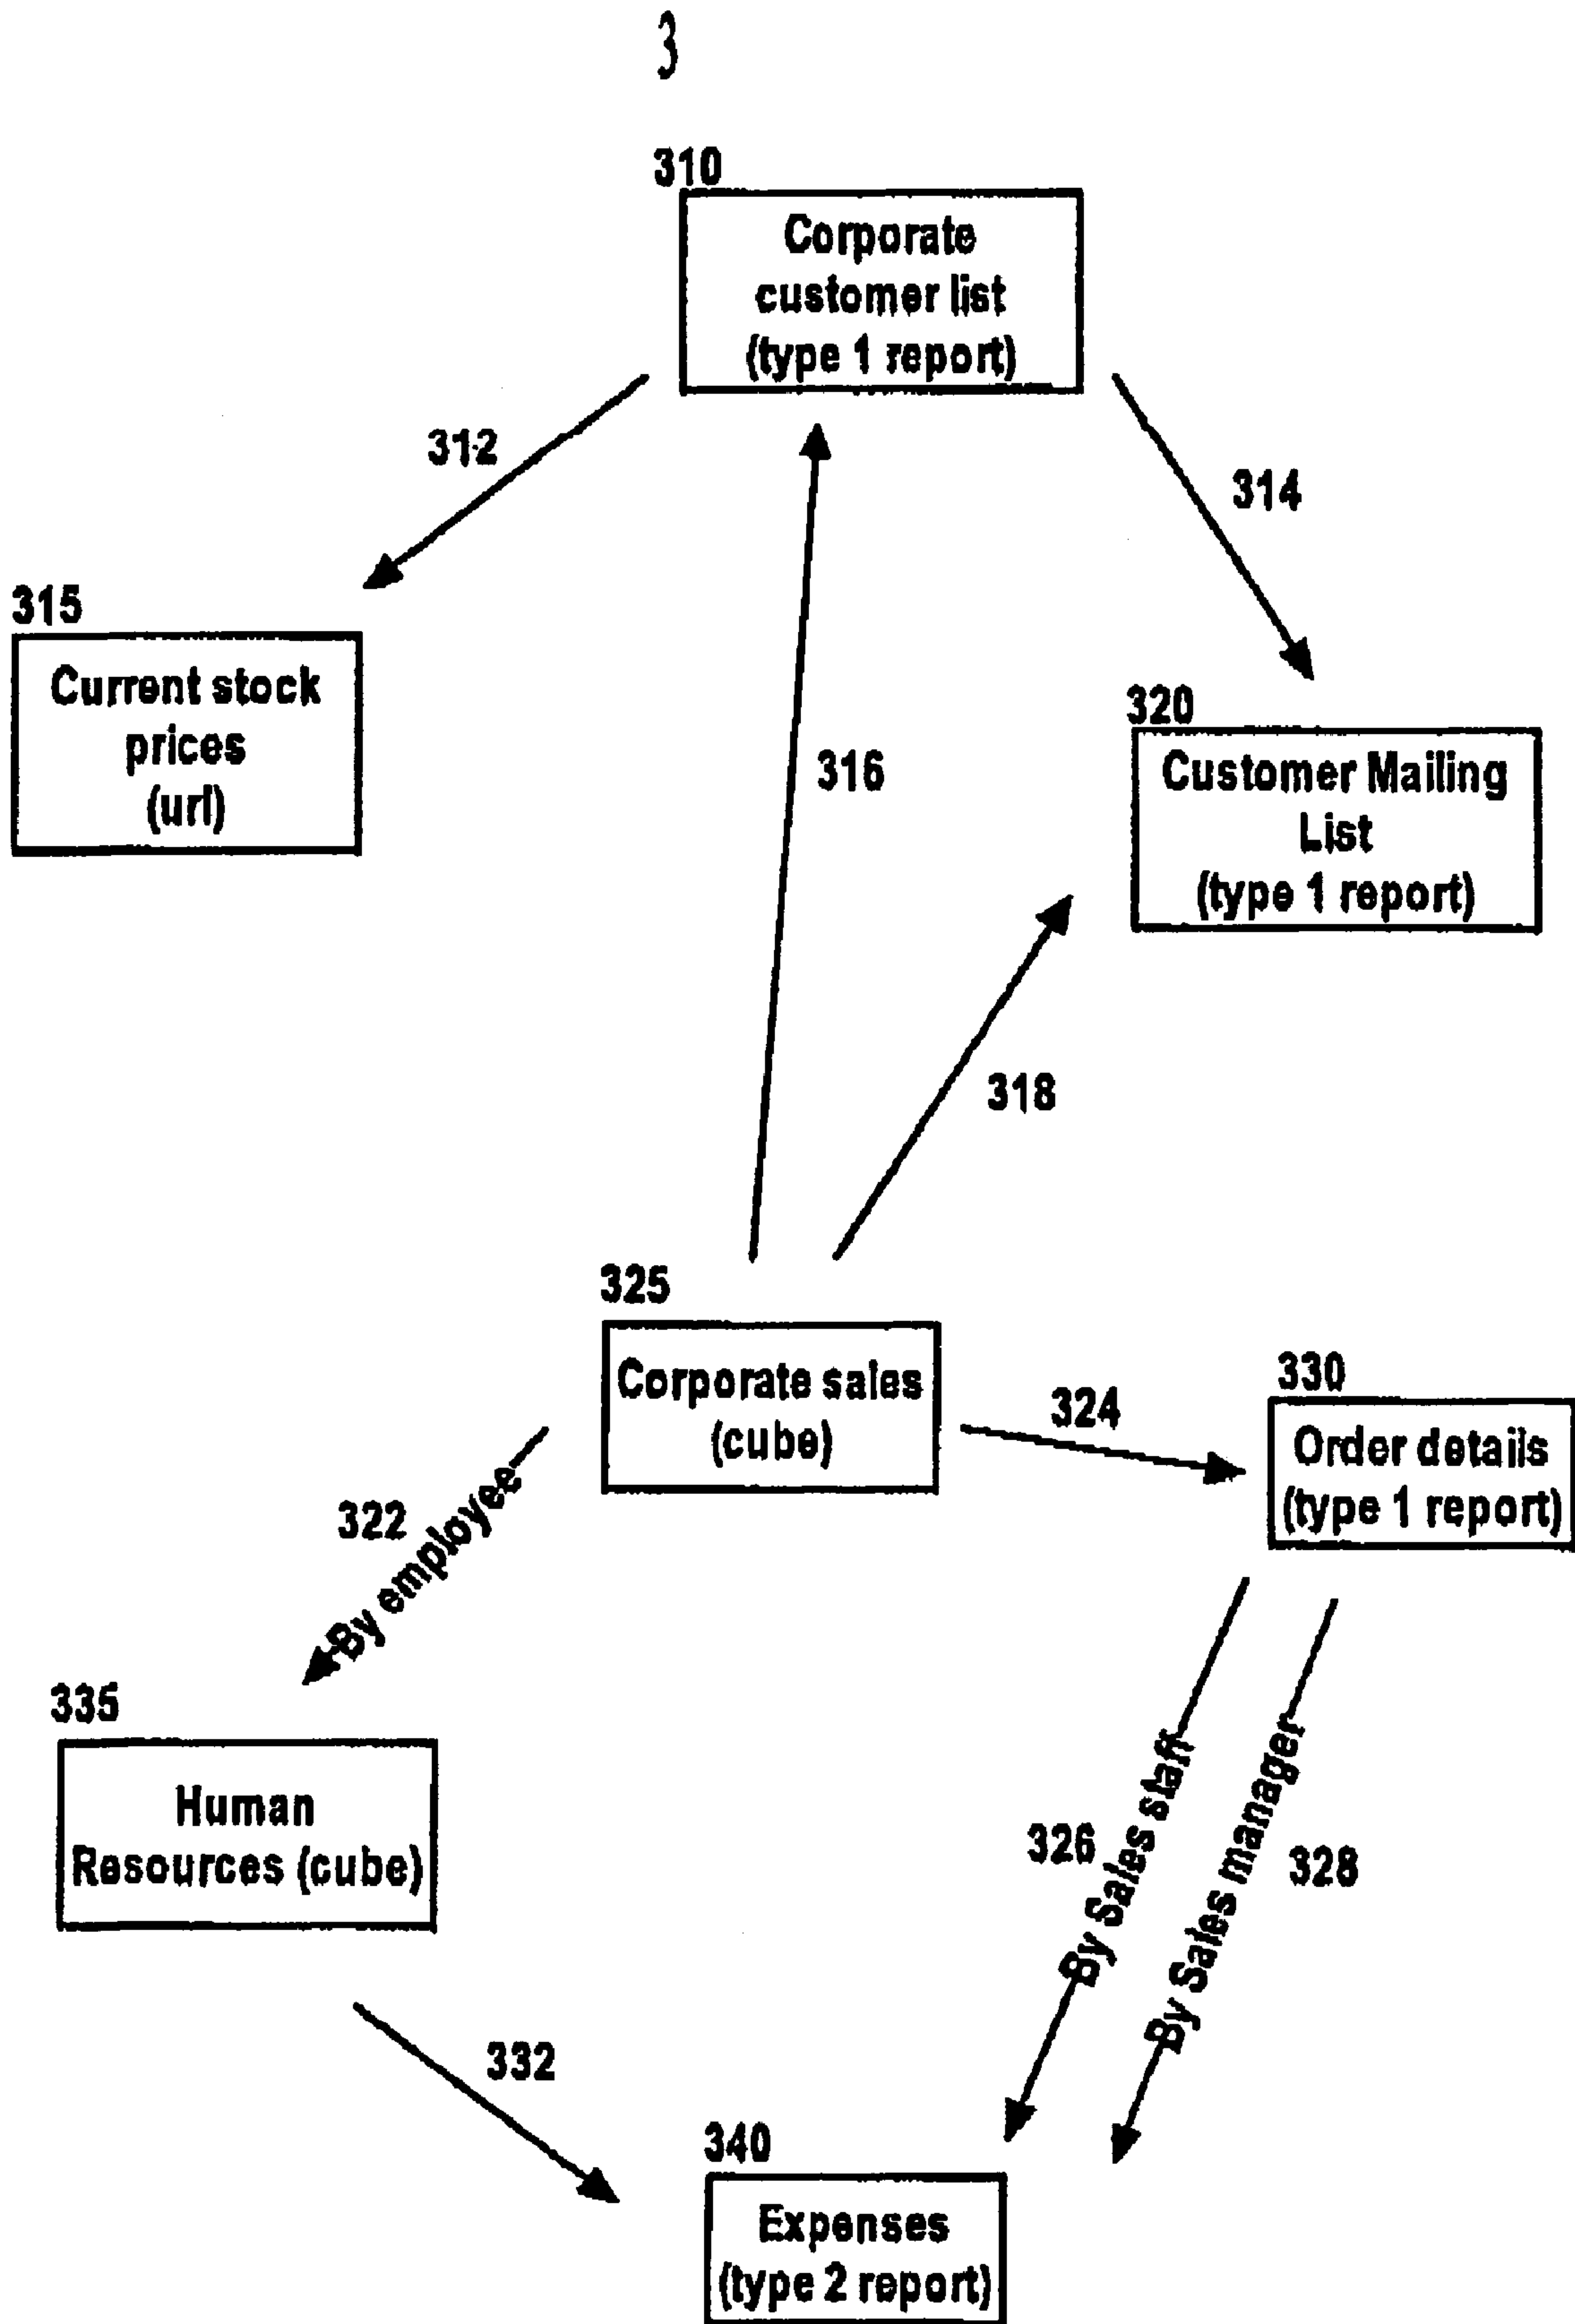 3
310
Corporate
customer list
(type 1 report)
312
314
315
Current stock
prices
(url)
316
320
Customer Mailing
List
(type 1 report)
318
325
Corporate sales
(cube)
324
330
Order details
(type 1 report)
322
By employee
335
Human
Resources (cube)
326
By Sales staff
By Sales manager
328
332
340
Expenses
(type 2 report)